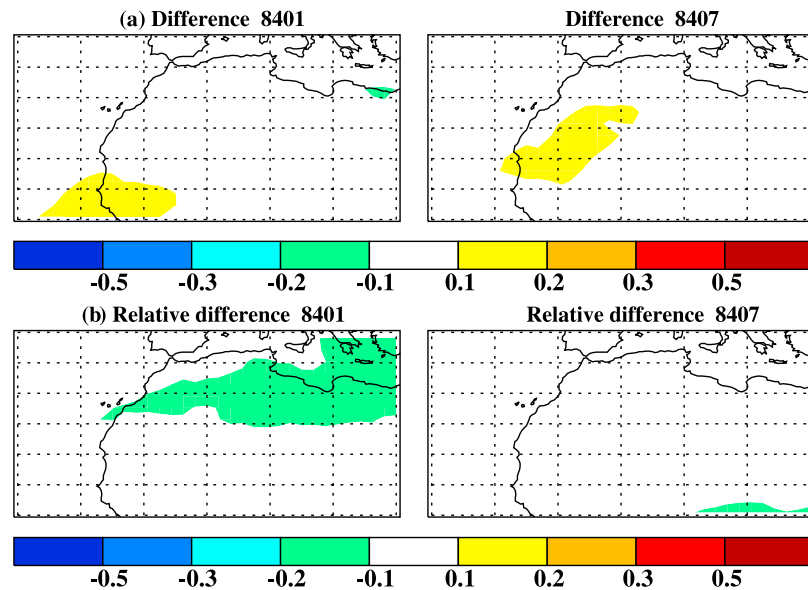 (a) Difference 8401
Difference 8407
-0.5 -0.3 -0.2 -0.1 0.1 0.2 0.3 0.5
(b) Relative difference 8401
Relative difference 8407
-0.5 -0.3 -0.2 -0.1 0.1 0.2 0.3 0.5